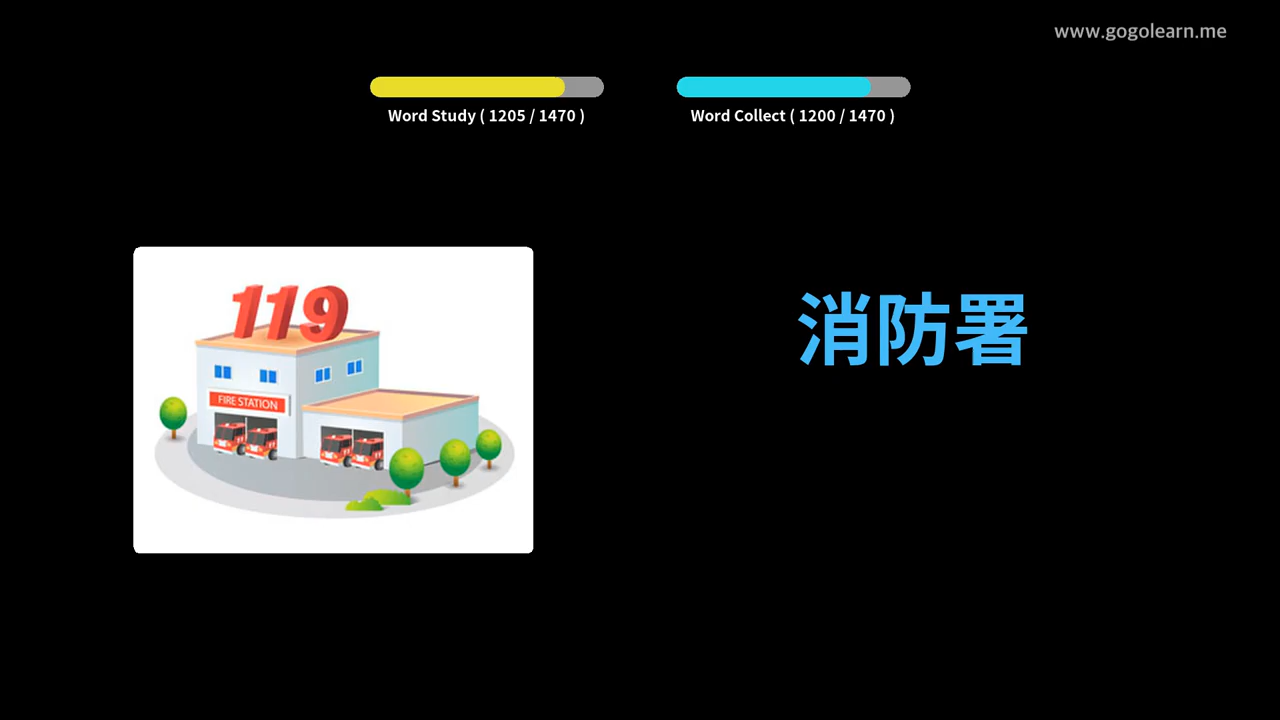 www.gogolearn.me
Word Study ( 1205 / 1470 )
Word Collect ( 1200 / 1470 )
119
FIRE STATION
消防署